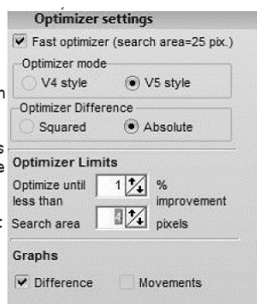 Optimizer settings
Fast optimizer (search area=25 pix.)
Optimizer mode
V4 style V5 style
Optimizer Difference
Squared Absolute
Optimizer Limits
Optimize until less than 1 % improvement
Search area 4 pixels
Graphs
Difference Movements